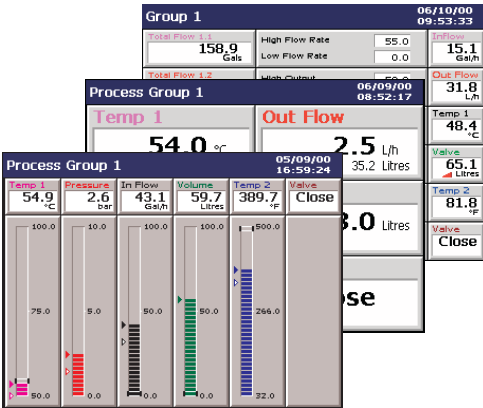 Group 1
06/10/00
09:53:33
Total Flow 1.1
158.9
Gals
High Flow Rate 55.0
Low Flow Rate 0.0
Inflow
15.1
Gal/h
Total Flow 1.2
Out Flow
31.8
L/h
Temp 1
48.4
°C
Valve
65.1
Litres
Temp 2
81.8
°F
Valve
Close
Process Group 1
06/09/00
08:52:17
Temp 1
54.0 °C
Out Flow
2.5 L/h
35.2 Litres
3.0 Litres
ose
Process Group 1
05/09/00
16:59:24
Temp 1
54.9
°C
Pressure
2.6
bar
In Flow
43.1
Gal/h
Volume
59.7
Litres
Temp 2
389.7
°F
Valve
Close
100.0 10.0 100.0 100.0 500.0
75.0 5.0 50.0 50.0 266.0
50.0 0.0 0.0 0.0 32.0